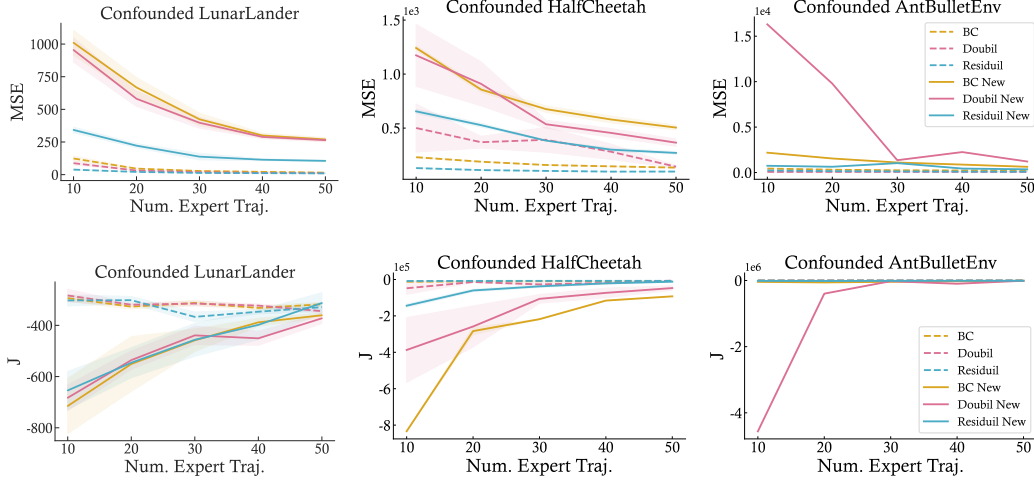 Confounded LunarLander
1000
750
500
250
0
MSE
10 20 30 40 50
Num. Expert Traj.
Confounded HalfCheetah
1e3
1.5
1.0
0.5
MSE
10 20 30 40 50
Num. Expert Traj.
Confounded AntBulletEnv
1e4
1.5
1.0
0.5
0.0
MSE
10 20 30 40 50
Num. Expert Traj.
BC
Doubil
Residuil
BC New
Doubil New
Residuil New
Confounded LunarLander
-400
-600
-800
J
10 20 30 40 50
Num. Expert Traj.
Confounded HalfCheetah
1e5
0
-2
-4
-6
-8
J
10 20 30 40 50
Num. Expert Traj.
Confounded AntBulletEnv
1e6
0
-2
-4
J
10 20 30 40 50
Num. Expert Traj.
BC
Doubil
Residuil
BC New
Doubil New
Residuil New